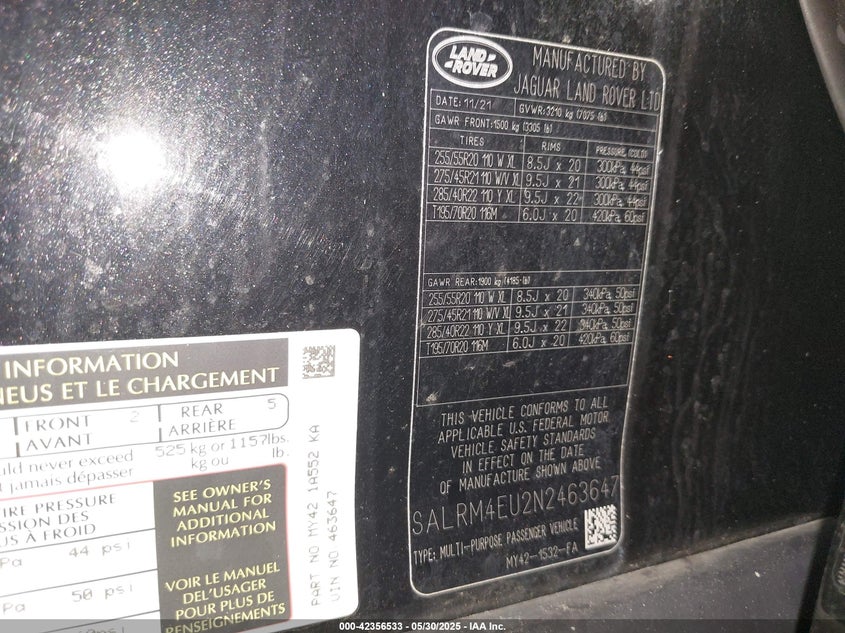 LAND
ROVER
MANUFACTURED BY
JAGUAR LAND ROVER LTD
DATE: 11/21 GVWR: 3210 kg (7075 lb)
GAWR FRONT: 1500 kg (3305 lb)
TIRES RIMS PRESSURE (COLD)
255/55R20 110 W XL 8.5J x 20 300kPa, 44psi
275/45R21 110 W/V XL 9.5J x 21 300kPa, 44psi
285/40R22 110 Y XL 9.5J x 22 300kPa, 44psi
T195/70R20 116M 6.0J x 20 420kPa, 60psi
GAWR REAR: 1900 kg (4185 lb)
255/55R20 110 W XL 8.5J x 20 340kPa, 50psi
275/45R21 110 W/V XL 9.5J x 21 340kPa, 50psi
285/40R22 110 Y XL 9.5J x 22 340kPa, 50psi
T195/70R20 116M 6.0J x 20 420kPa, 60psi
THIS VEHICLE CONFORMS TO ALL
APPLICABLE U.S. FEDERAL MOTOR
VEHICLE SAFETY STANDARDS
IN EFFECT ON THE DATE
OF MANUFACTURE SHOWN ABOVE
SALRM4EU2N2463647
TYPE: MULTI-PURPOSE PASSENGER VEHICLE
MY42-1532-FA
INFORMATION
NEUS ET LE CHARGEMENT
FRONT 2 REAR 5
AVANT ARRIÈRE
uld never exceed 525 kg or 1157lbs.
t jamais dépasser kg ou lb.
IRE PRESSURE
SSION DES
US À FROID
Pa 44 psi
Pa 50 psi
SEE OWNER'S
MANUAL FOR
ADDITIONAL
INFORMATION
VOIR LE MANUEL
DEL'USAGER
POUR PLUS DE
RENSEIGNEMENTS
PART NO MY42 1A552 KA
VIN NO 463647
000-42356533 - 05/30/2025 - IAA Inc.